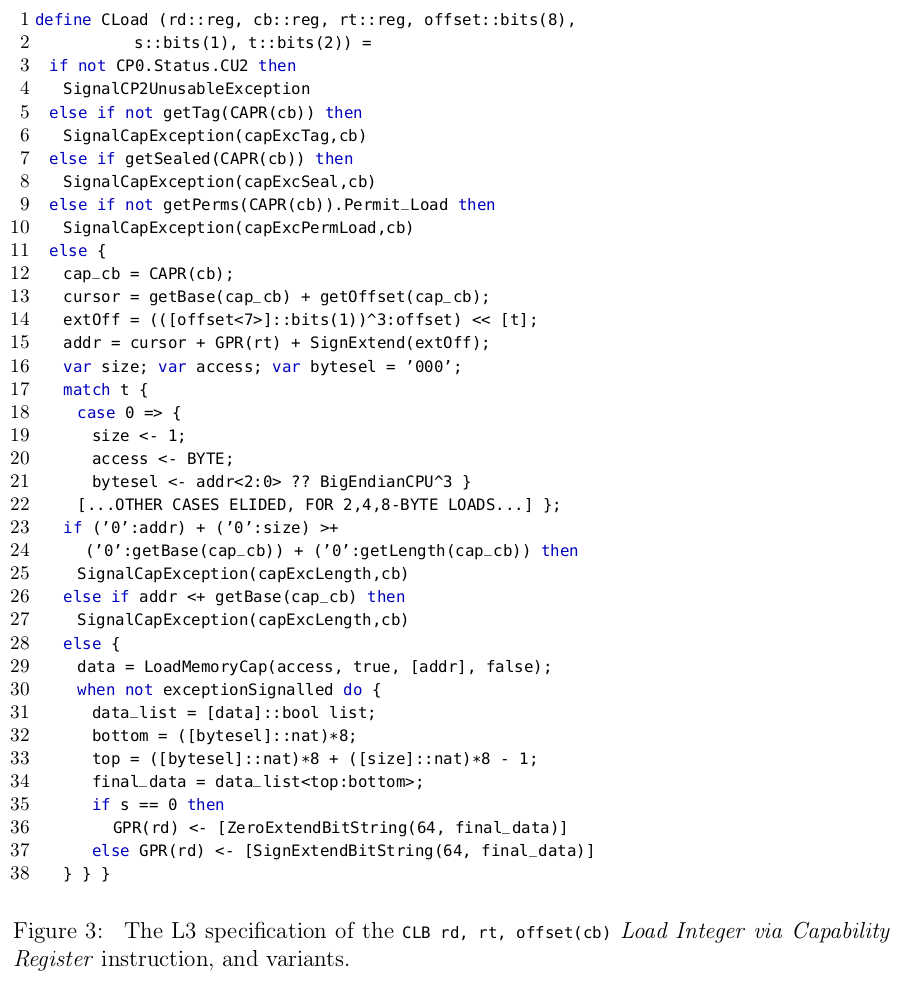 1 define CLoad (rd::reg, cb::reg, rt::reg, offset::bits(8),
2 s::bits(1), t::bits(2)) =
3 if not CP0.Status.CU2 then
4 SignalCP2UnusableException
5 else if not getTag(CAPR(cb)) then
6 SignalCapException(capExcTag,cb)
7 else if getSealed(CAPR(cb)) then
8 SignalCapException(capExcSeal,cb)
9 else if not getPerms(CAPR(cb)).Permit_Load then
10 SignalCapException(capExcPermLoad,cb)
11 else {
12 cap_cb = CAPR(cb);
13 cursor = getBase(cap_cb) + getOffset(cap_cb);
14 extOff = (([offset<7>]::bits(1))^3:offset) << [t];
15 addr = cursor + GPR(rt) + SignExtend(extOff);
16 var size; var access; var bytesel = ’000’;
17 match t {
18 case 0 => {
19 size <- 1;
20 access <- BYTE;
21 bytesel <- addr<2:0> ?? BigEndianCPU^3 }
22 [...OTHER CASES ELIDED, FOR 2,4,8-BYTE LOADS...] };
23 if (’0’:addr) + (’0’:size) >+
24 (’0’:getBase(cap_cb)) + (’0’:getLength(cap_cb)) then
25 SignalCapException(capExcLength,cb)
26 else if addr <+ getBase(cap_cb) then
27 SignalCapException(capExcLength,cb)
28 else {
29 data = LoadMemoryCap(access, true, [addr], false);
30 when not exceptionSignalled do {
31 data_list = [data]::bool list;
32 bottom = ([bytesel]::nat)*8;
33 top = ([bytesel]::nat)*8 + ([size]::nat)*8 - 1;
34 final_data = data_list<top:bottom>;
35 if s == 0 then
36 GPR(rd) <- [ZeroExtendBitString(64, final_data)]
37 else GPR(rd) <- [SignExtendBitString(64, final_data)]
38 } } }
Figure 3: The L3 specification of the CLB rd, rt, offset(cb) Load Integer via Capability
Register instruction, and variants.